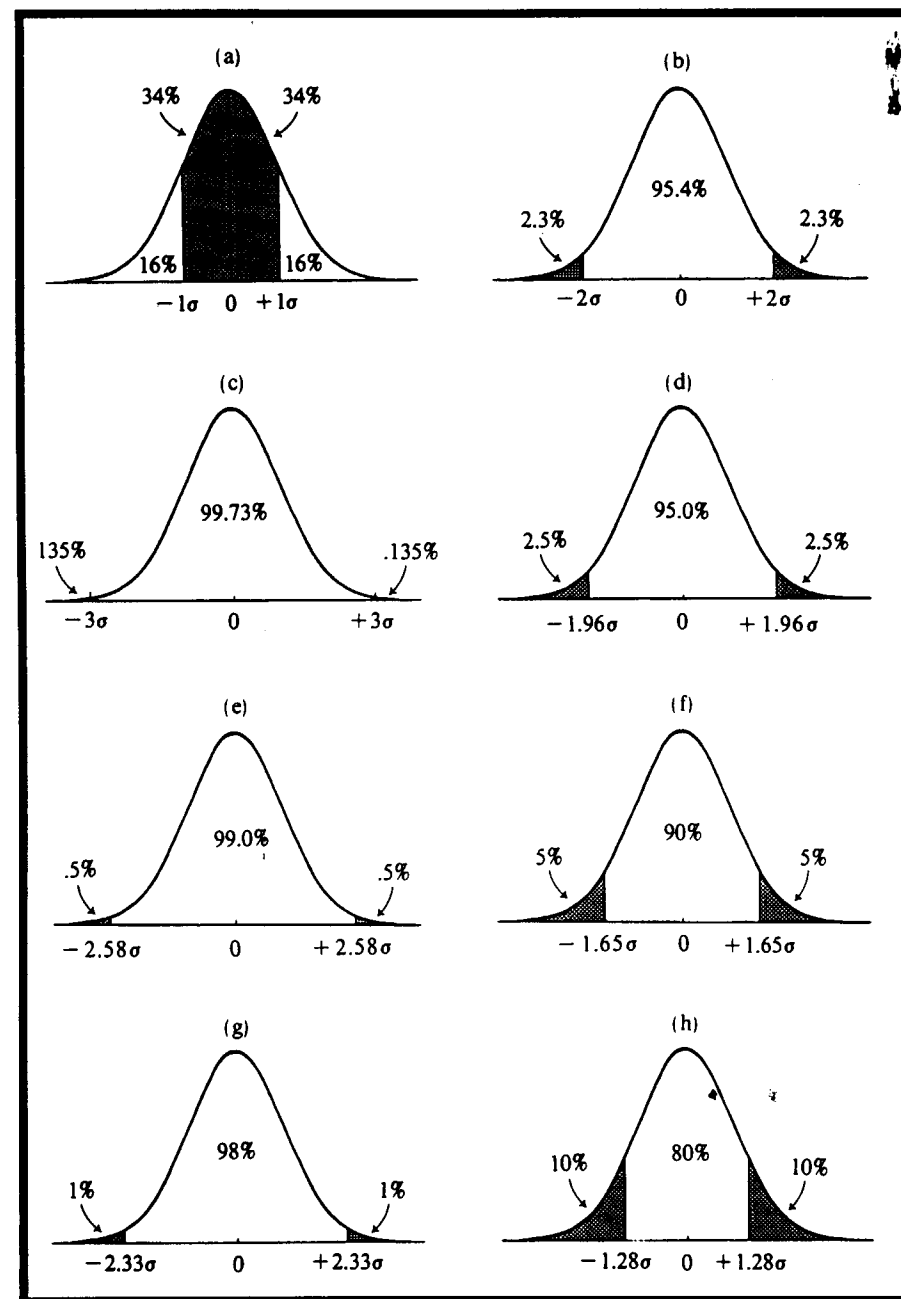 (a)
34% 34%
16% 16%
−1σ 0 +1σ
(b)
95.4%
2.3% 2.3%
−2σ 0 +2σ
(c)
99.73%
135% .135%
−3σ 0 +3σ
(d)
95.0%
2.5% 2.5%
−1.96σ 0 +1.96σ
(e)
99.0%
.5% .5%
−2.58σ 0 +2.58σ
(f)
90%
5% 5%
−1.65σ 0 +1.65σ
(g)
98%
1% 1%
−2.33σ 0 +2.33σ
(h)
80%
10% 10%
−1.28σ 0 +1.28σ